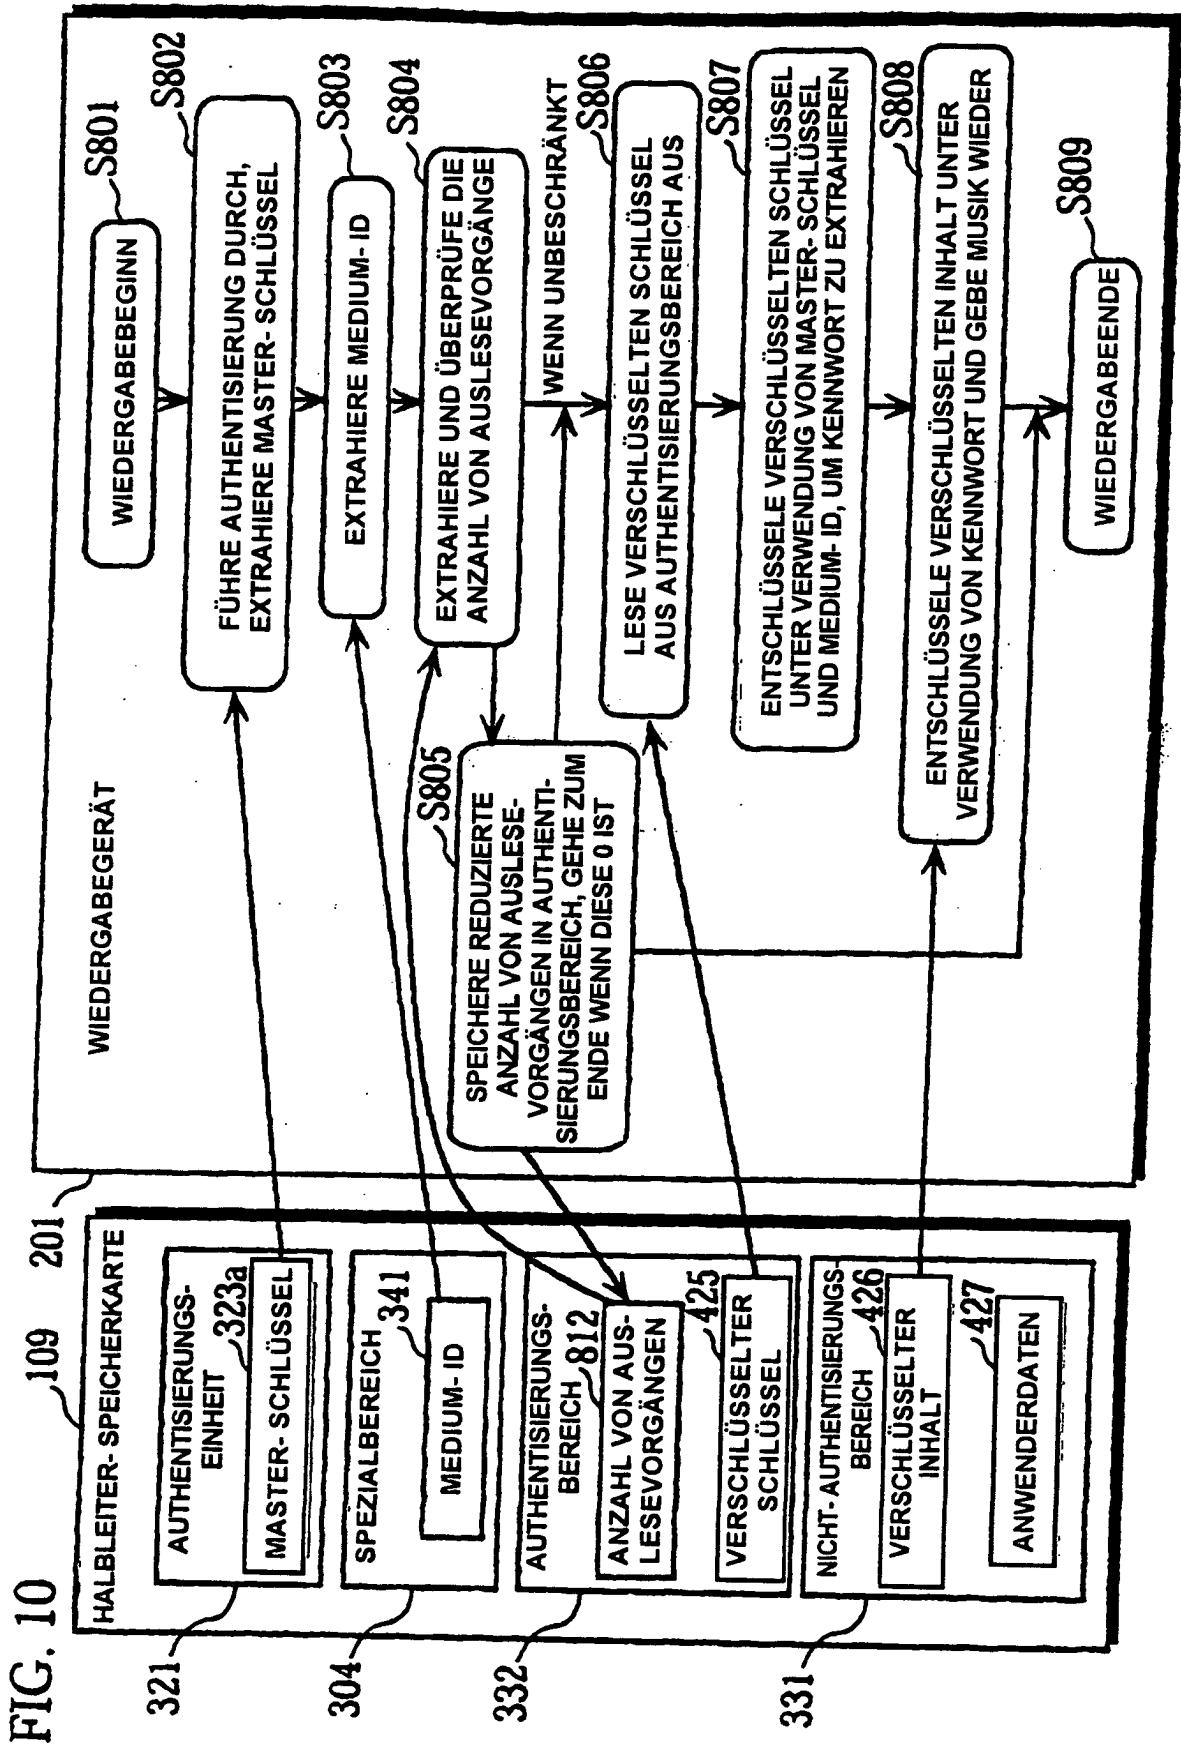 FIG. 10
109
HALBLEITER- SPEICHERKARTE
321
AUTHENTISIERUNGS-
EINHEIT
323a
MASTER- SCHLÜSSEL
304
SPEZIALBEREICH
341
MEDIUM- ID
332
AUTHENTISIERUNGS-
BEREICH
812
ANZAHL VON AUS-
LESEVORGÄNGEN
425
VERSCHLÜSSELTER
SCHLÜSSEL
331
NICHT- AUTHENTISIERUNGS-
BEREICH
426
VERSCHLÜSSELTER
INHALT
427
ANWENDERDATEN
201
WIEDERGABEGERÄT
S801
WIEDERGABEBEGINN
S802
FÜHRE AUTHENTISIERUNG DURCH,
EXTRAHIERE MASTER- SCHLÜSSEL
S803
EXTRAHIERE MEDIUM- ID
S804
EXTRAHIERE UND ÜBERPRÜFE DIE
ANZAHL VON AUSLESEVORGÄNGE
S805
SPEICHERE REDUZIERTE
ANZAHL VON AUSLESE-
VORGÄNGEN IN AUTHENTI-
SIERUNGSBEREICH, GEHE ZUM
ENDE WENN DIESE 0 IST
WENN UNBESCHRÄNKT
S806
LESE VERSCHLÜSSELTEN SCHLÜSSEL
AUS AUTHENTISIERUNGSBEREICH AUS
S807
ENTSCHLÜSSELE VERSCHLÜSSELTEN SCHLÜSSEL
UNTER VERWENDUNG VON MASTER- SCHLÜSSEL
UND MEDIUM- ID, UM KENNWORT ZU EXTRAHIEREN
S808
ENTSCHLÜSSELE VERSCHLÜSSELTEN INHALT UNTER
VERWENDUNG VON KENNWORT UND GEBE MUSIK WIEDER
S809
WIEDERGABEENDE